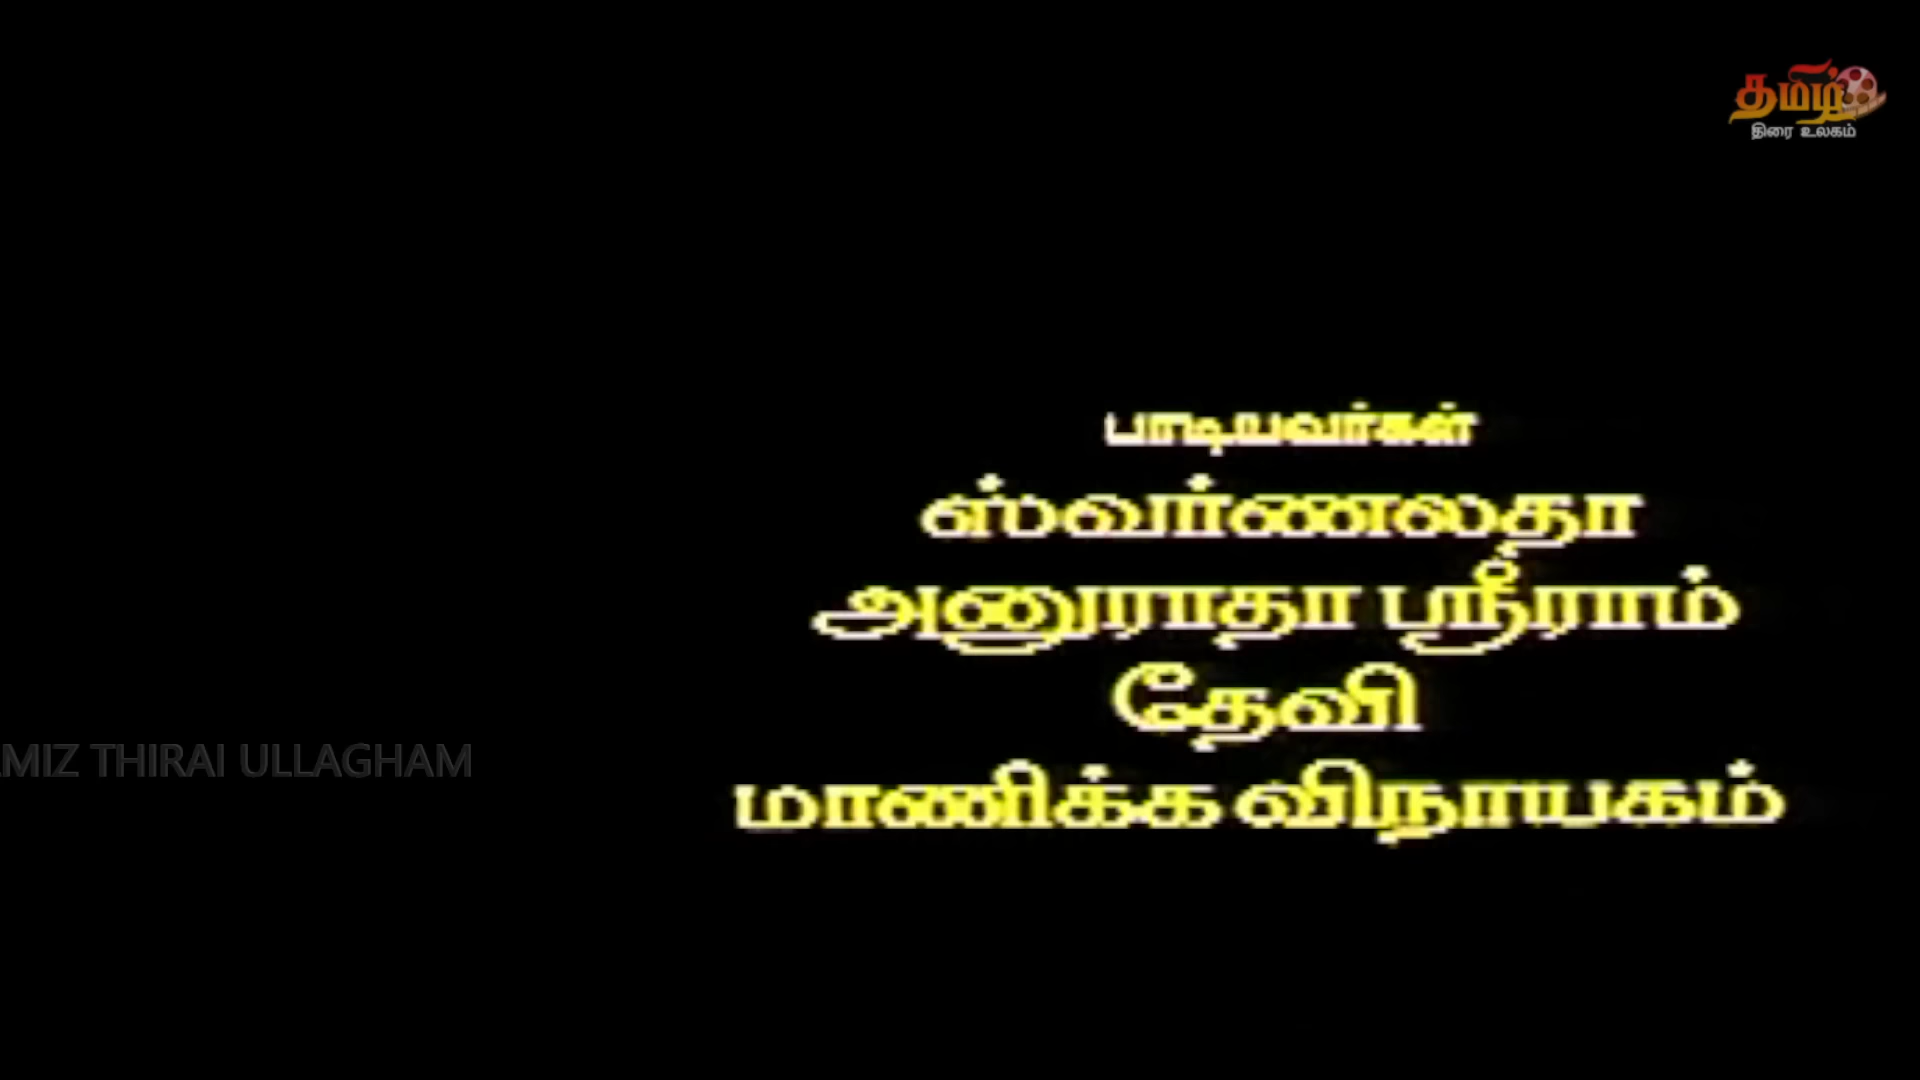 தமிழ்
திரை உலகம்
பாடியவர்கள்
ஸ்வர்ணலதா
அனுராதா ஸ்ரீராம்
தேவி
மாணிக்க விநாயகம்
MIZ THIRAI ULLAGHAM